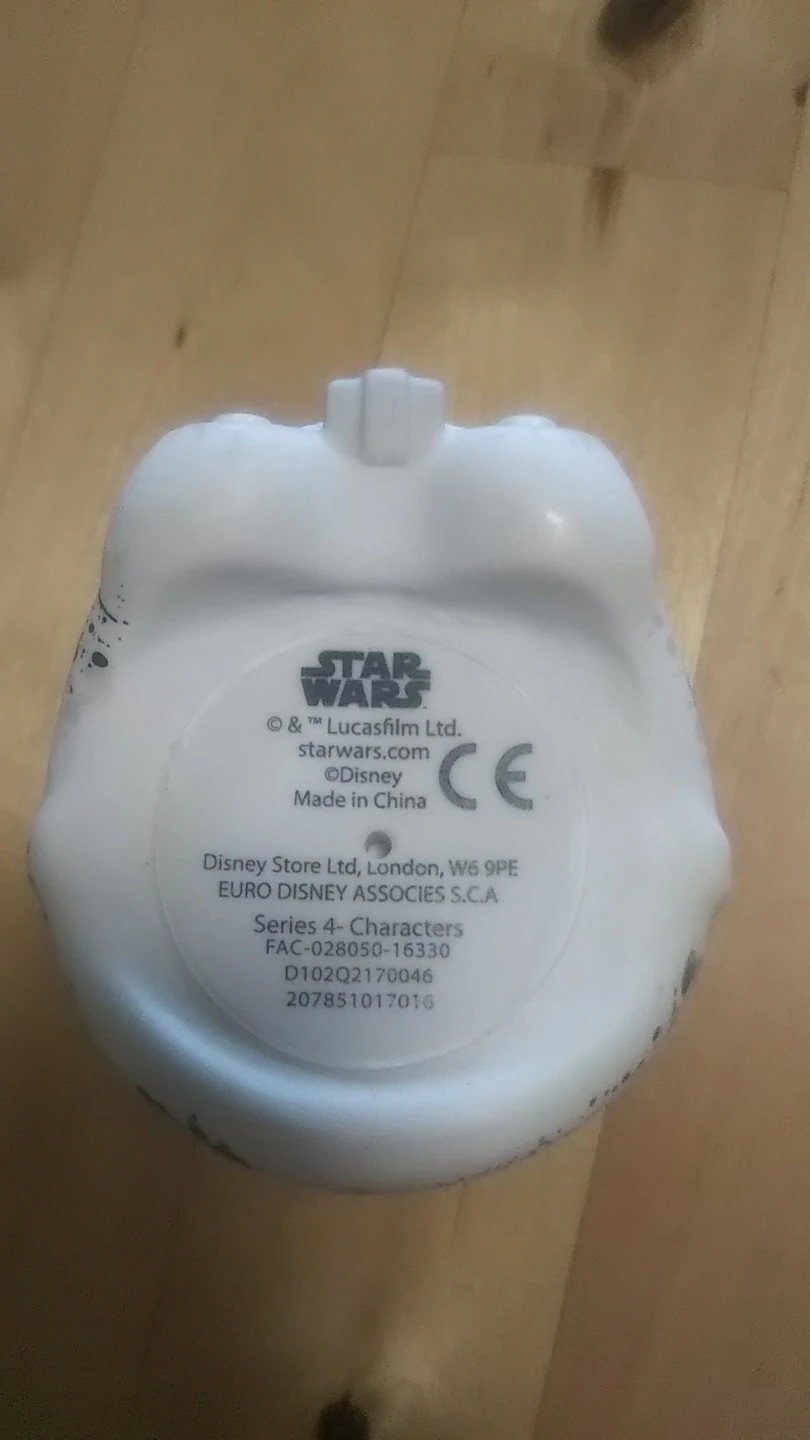 STAR
WARS
© & ™ Lucasfilm Ltd.
starwars.com
©Disney
Made in China
CE
Disney Store Ltd, London, W6 9PE
EURO DISNEY ASSOCIES S.C.A
Series 4- Characters
FAC-028050-16330
D102Q2170046
207851017016